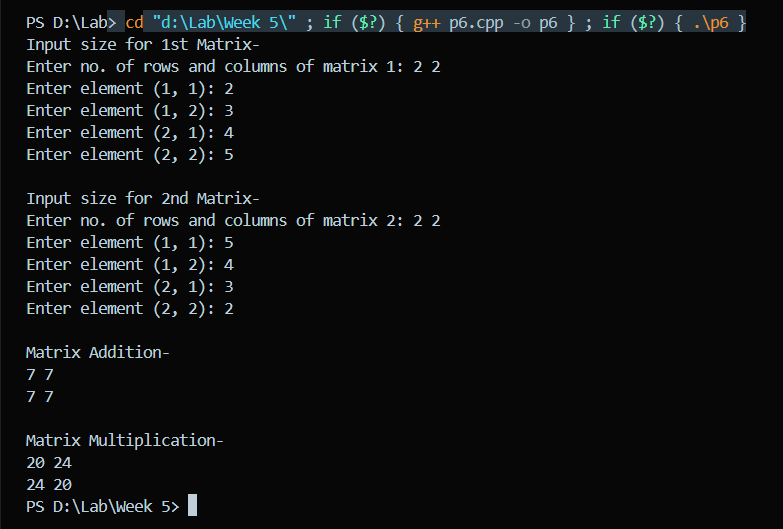 PS D:\Lab> cd "d:\Lab\Week 5\" ; if ($?) { g++ p6.cpp -o p6 } ; if ($?) { .\p6 }
Input size for 1st Matrix-
Enter no. of rows and columns of matrix 1: 2 2
Enter element (1, 1): 2
Enter element (1, 2): 3
Enter element (2, 1): 4
Enter element (2, 2): 5

Input size for 2nd Matrix-
Enter no. of rows and columns of matrix 2: 2 2
Enter element (1, 1): 5
Enter element (1, 2): 4
Enter element (2, 1): 3
Enter element (2, 2): 2

Matrix Addition-
7 7
7 7

Matrix Multiplication-
20 24
24 20
PS D:\Lab\Week 5>